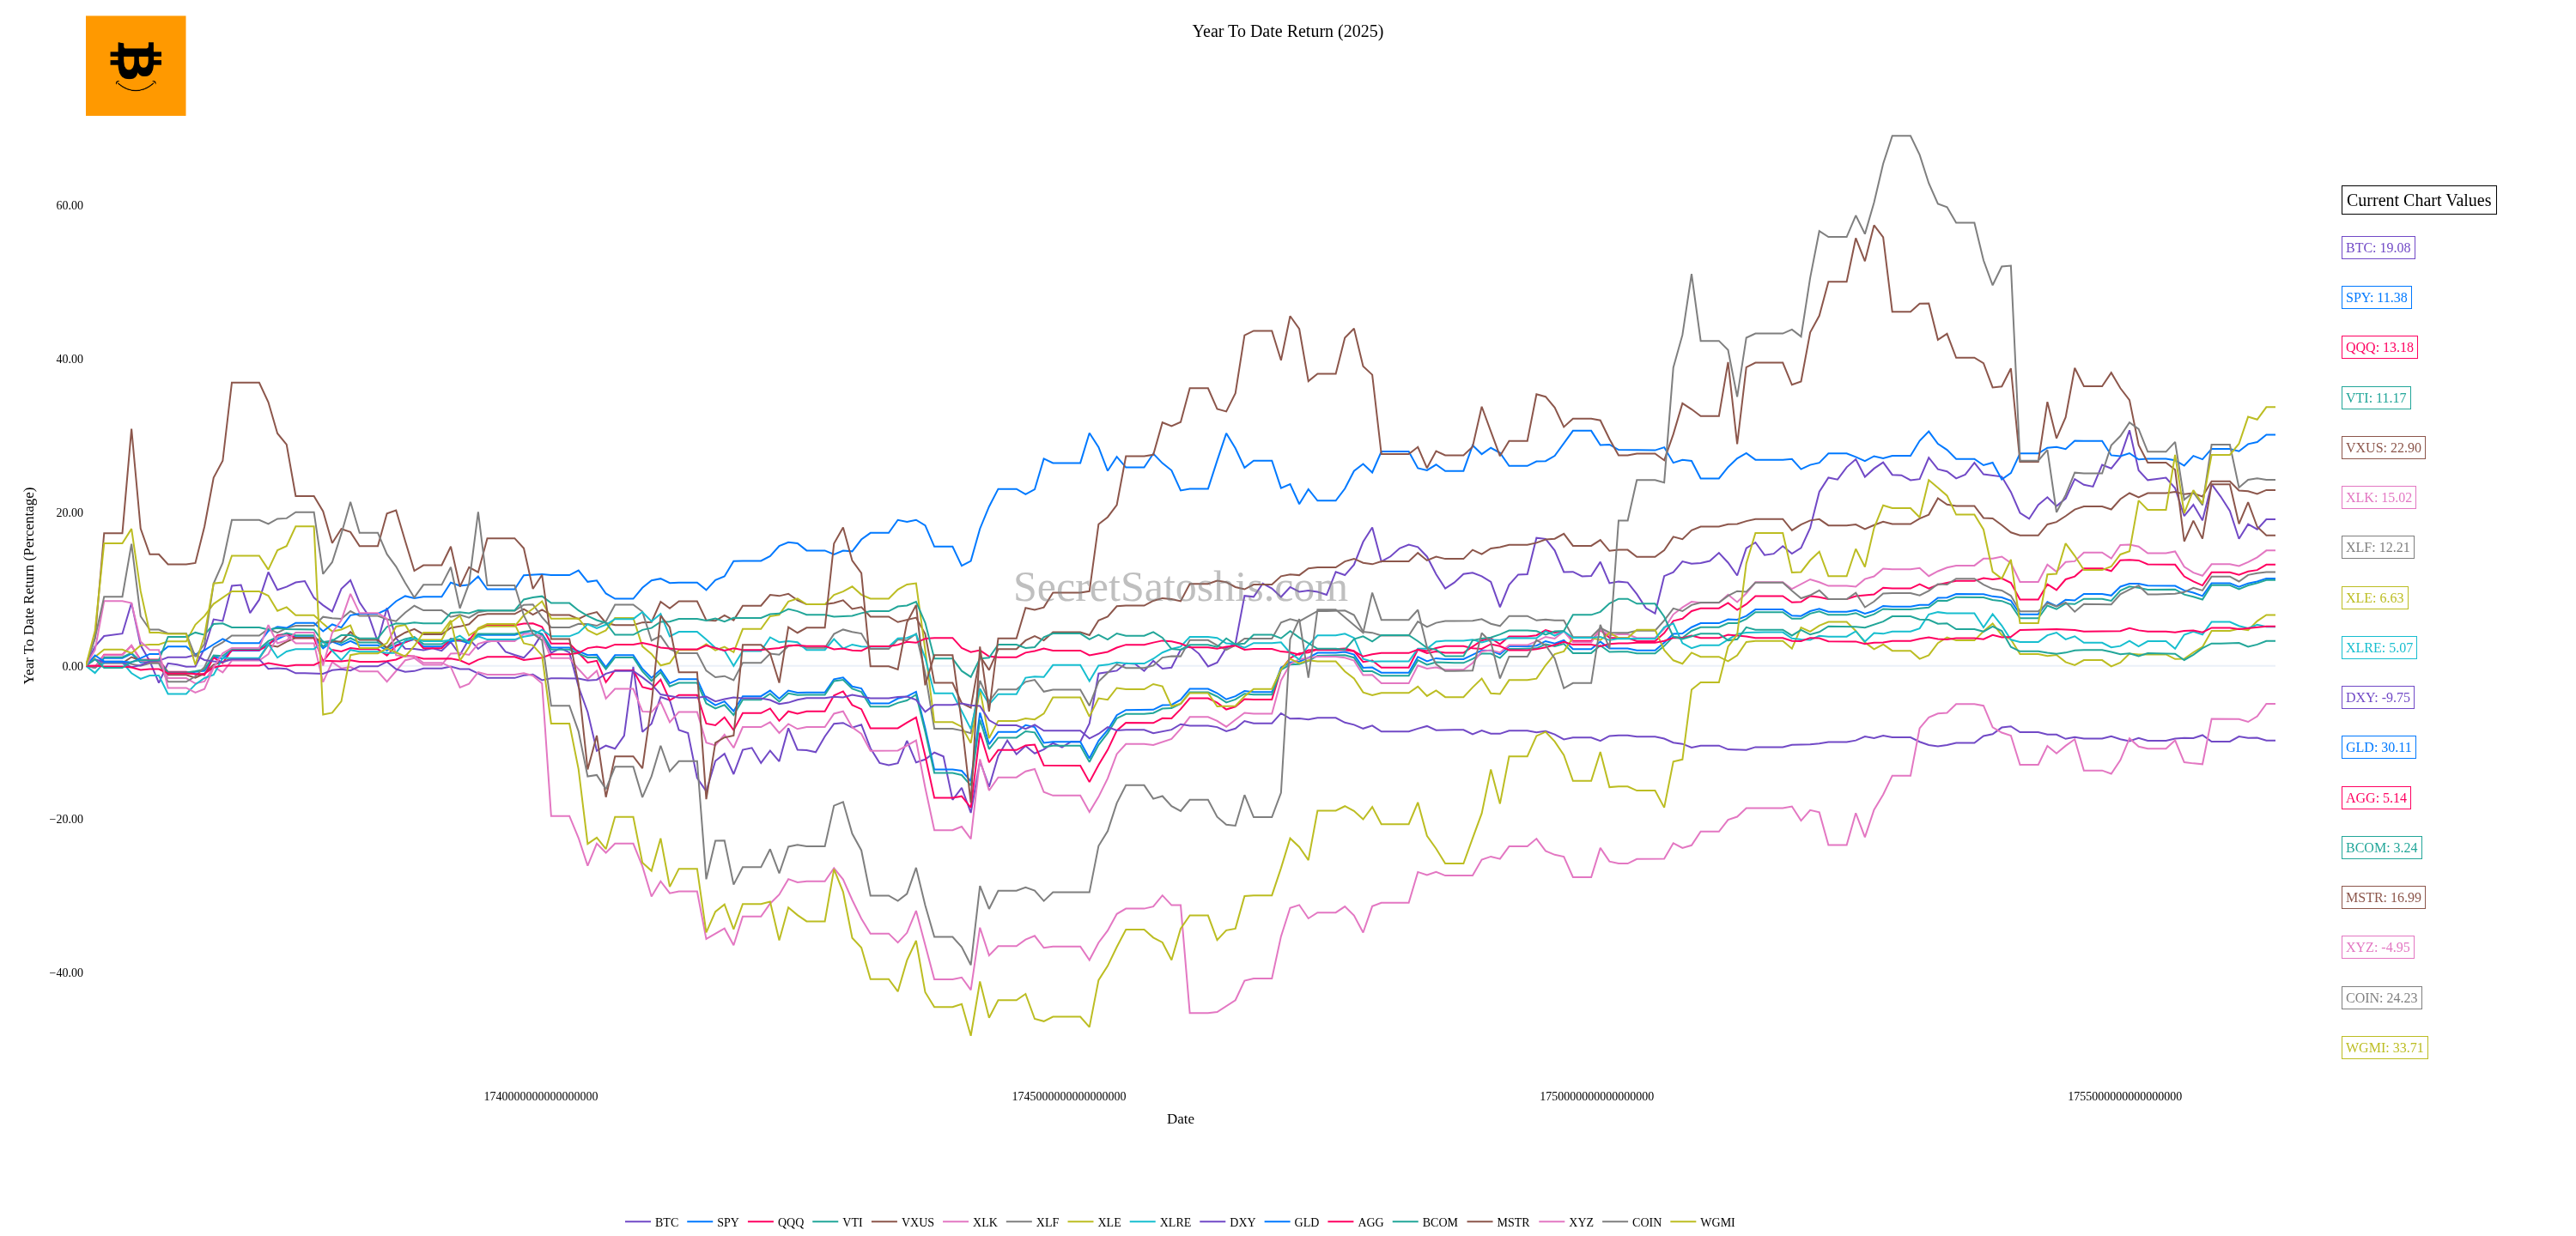 Year To Date Return (2025)
SecretSatoshis.com
Year To Date Return (Percentage)
60.00
40.00
20.00
0.00
−20.00
−40.00
1740000000000000000
1745000000000000000
1750000000000000000
1755000000000000000
Date
Current Chart Values
BTC: 19.08
SPY: 11.38
QQQ: 13.18
VTI: 11.17
VXUS: 22.90
XLK: 15.02
XLF: 12.21
XLE: 6.63
XLRE: 5.07
DXY: -9.75
GLD: 30.11
AGG: 5.14
BCOM: 3.24
MSTR: 16.99
XYZ: -4.95
COIN: 24.23
WGMI: 33.71
BTC SPY QQQ VTI VXUS XLK XLF XLE XLRE DXY GLD AGG BCOM MSTR XYZ COIN WGMI